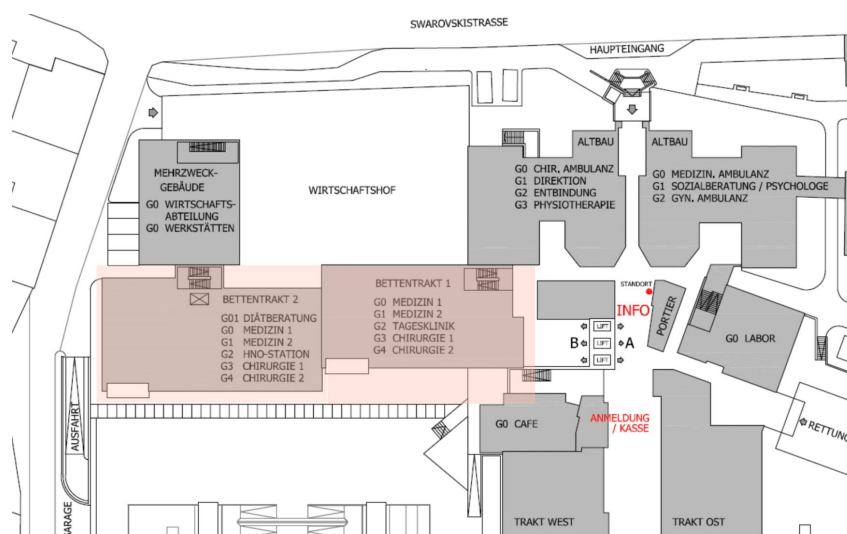 SWAROVSKISTRASSE
HAUPTEINGANG
ALTBAU
G0 CHIR. AMBULANZ
G1 DIREKTION
G2 ENTBINDUNG
G3 PHYSIOTHERAPIE
ALTBAU
G0 MEDIZIN. AMBULANZ
G1 SOZIALBERATUNG / PSYCHOLOGE
G2 GYN. AMBULANZ
MEHRZWECK-
GEBÄUDE
G0 WIRTSCHAFTS-
ABTEILUNG
G0 WERKSTÄTTEN
WIRTSCHAFTSHOF
BETTENTRAKT 2
G01 DIÄTBERATUNG
G0 MEDIZIN 1
G1 MEDIZIN 2
G2 HNO-STATION
G3 CHIRURGIE 1
G4 CHIRURGIE 2
BETTENTRAKT 1
G0 MEDIZIN 1
G1 MEDIZIN 2
G2 TAGESKLINIK
G3 CHIRURGIE 1
G4 CHIRURGIE 2
STANDORT
INFO
PORTIER
G0 LABOR
LIFT
B LIFT A
LIFT
AUSFAHRT
GARAGE
G0 CAFE
ANMELDUNG
/ KASSE
RETTUNG
TRAKT WEST
TRAKT OST